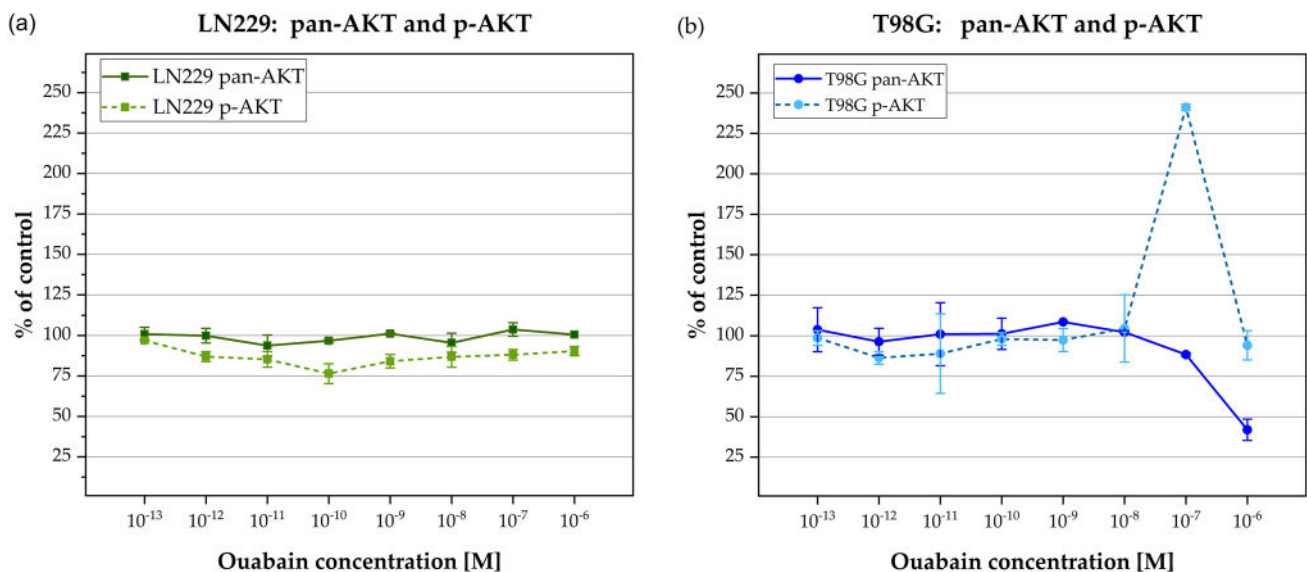 (a)
LN229: pan-AKT and p-AKT
LN229 pan-AKT
LN229 p-AKT
% of control
250
225
200
175
150
125
100
75
50
25
10⁻¹³ 10⁻¹² 10⁻¹¹ 10⁻¹⁰ 10⁻⁹ 10⁻⁸ 10⁻⁷ 10⁻⁶
Ouabain concentration [M]
(b)
T98G: pan-AKT and p-AKT
T98G pan-AKT
T98G p-AKT
% of control
250
225
200
175
150
125
100
75
50
25
10⁻¹³ 10⁻¹² 10⁻¹¹ 10⁻¹⁰ 10⁻⁹ 10⁻⁸ 10⁻⁷ 10⁻⁶
Ouabain concentration [M]